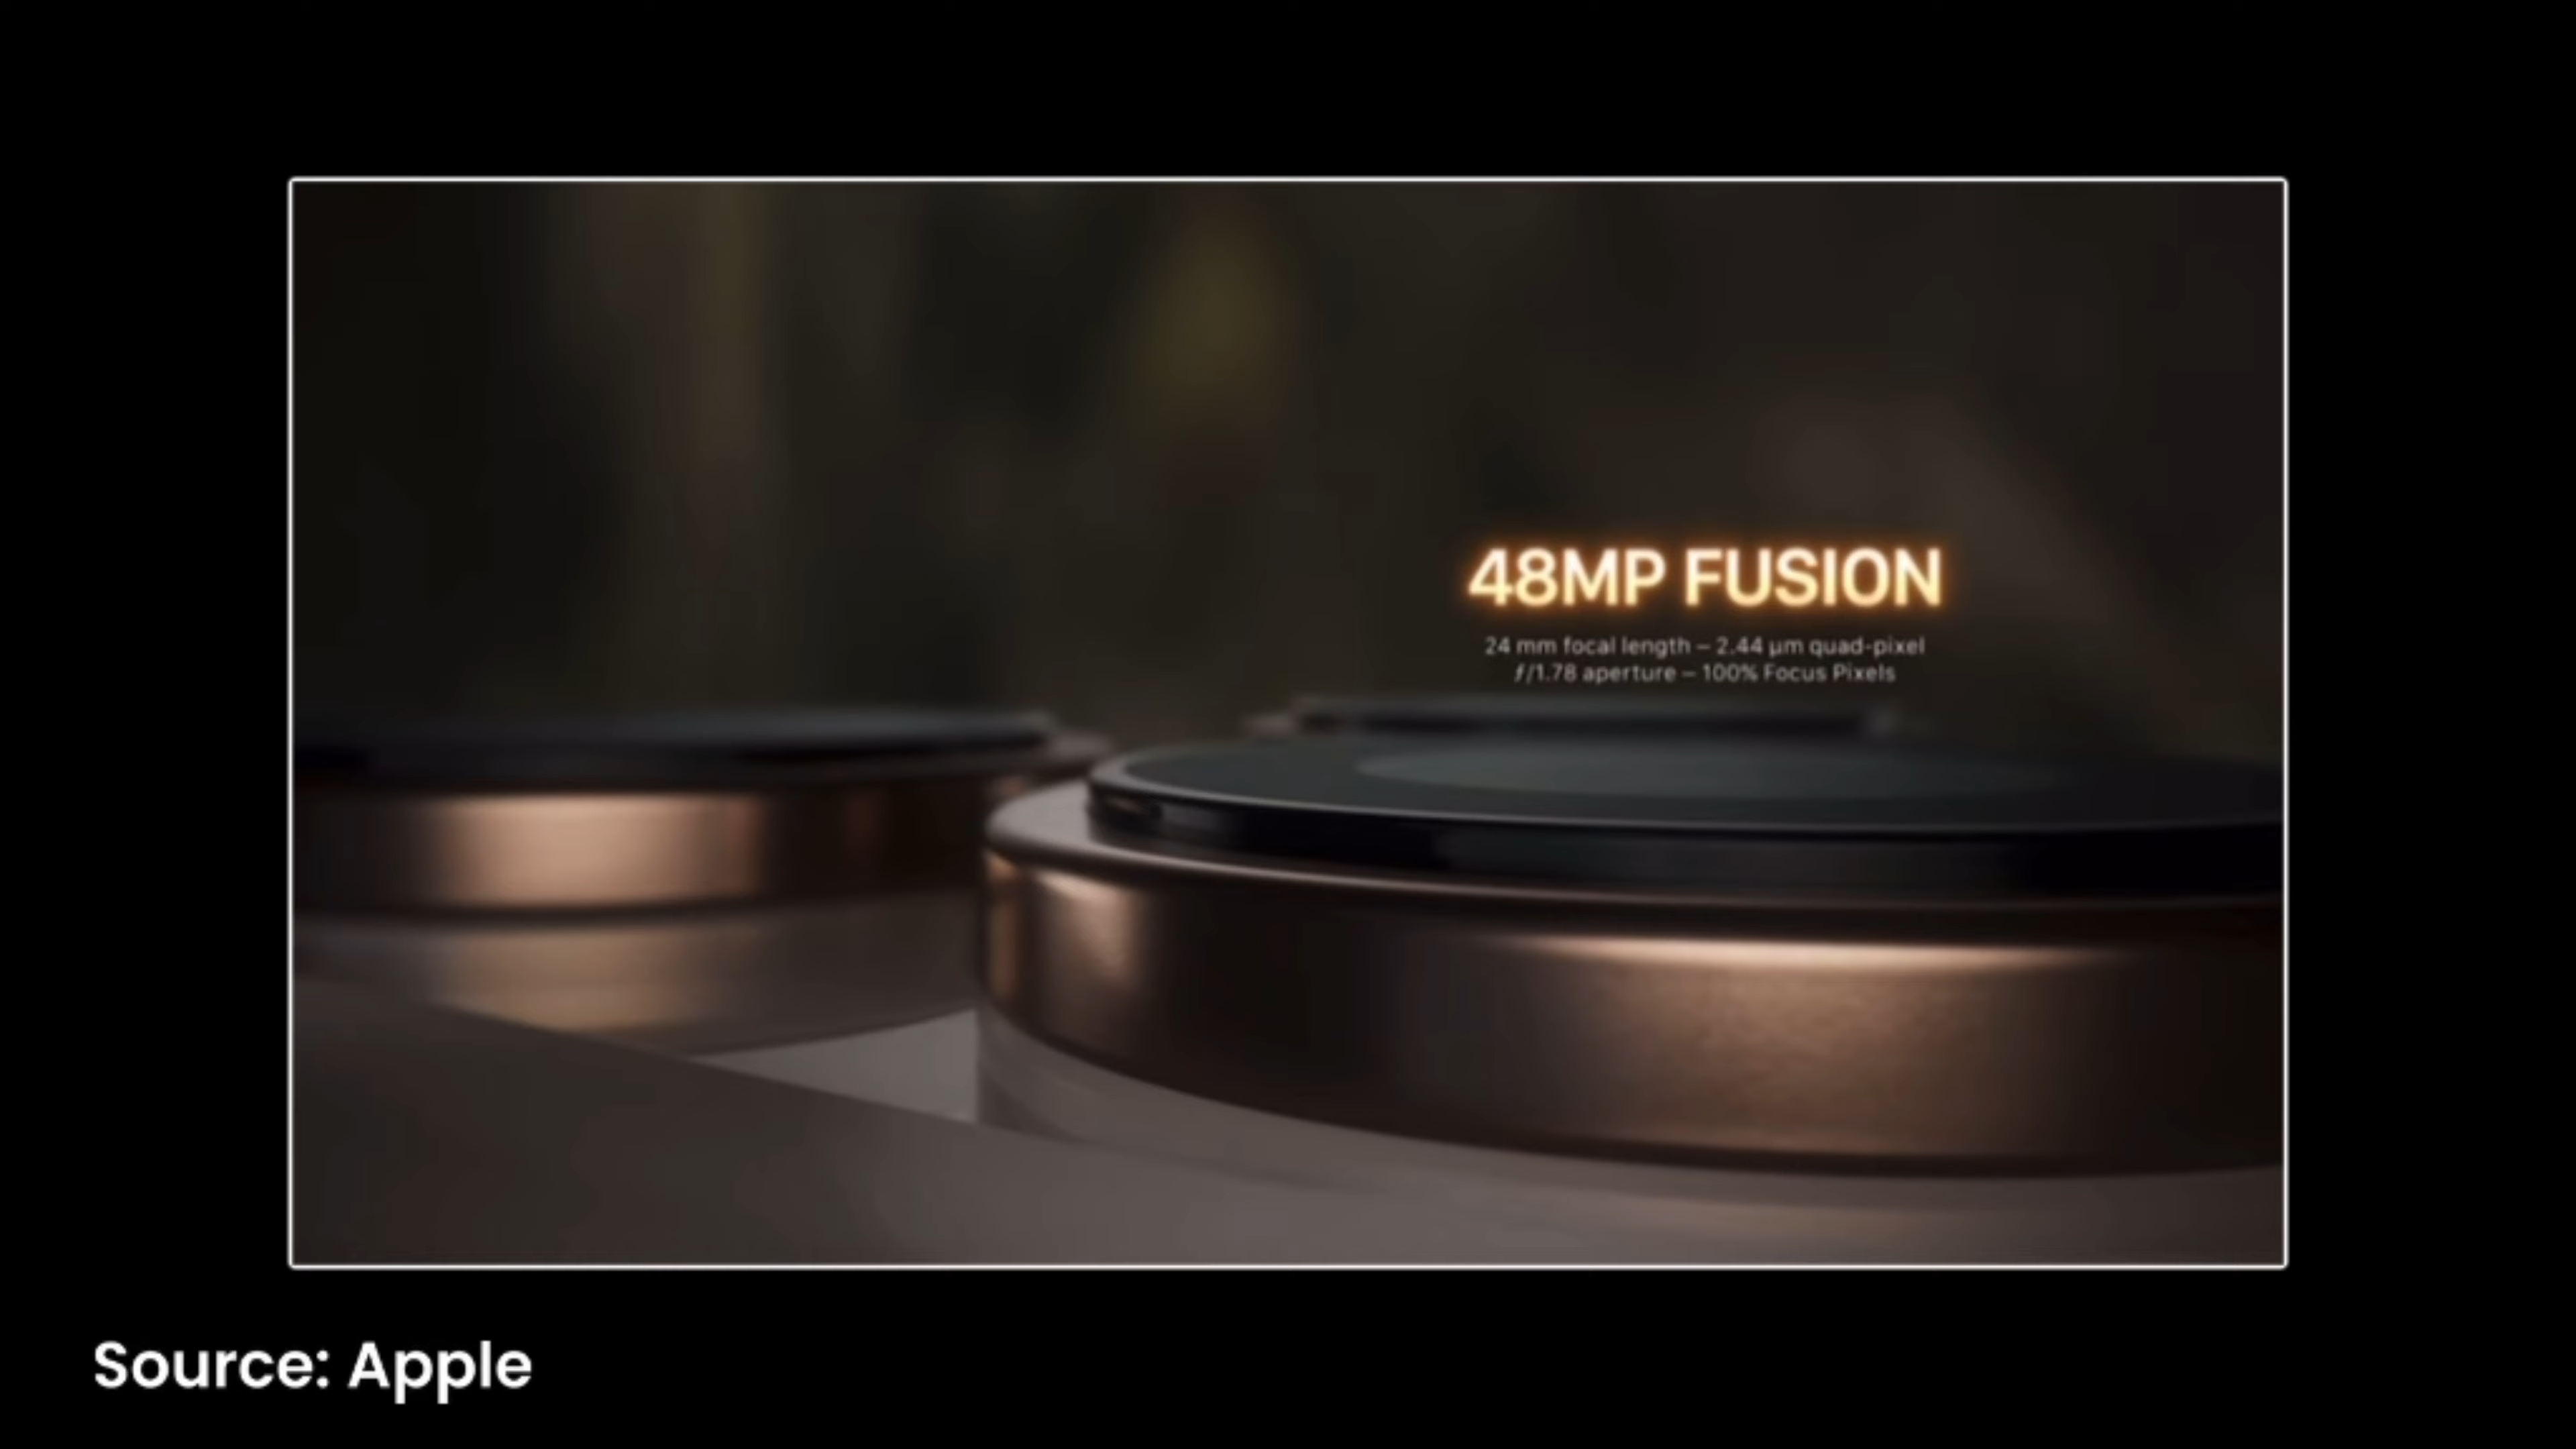 48MP FUSION
24 mm focal length – 2.44 µm quad-pixel
ƒ/1.78 aperture – 100% Focus Pixels
Source: Apple